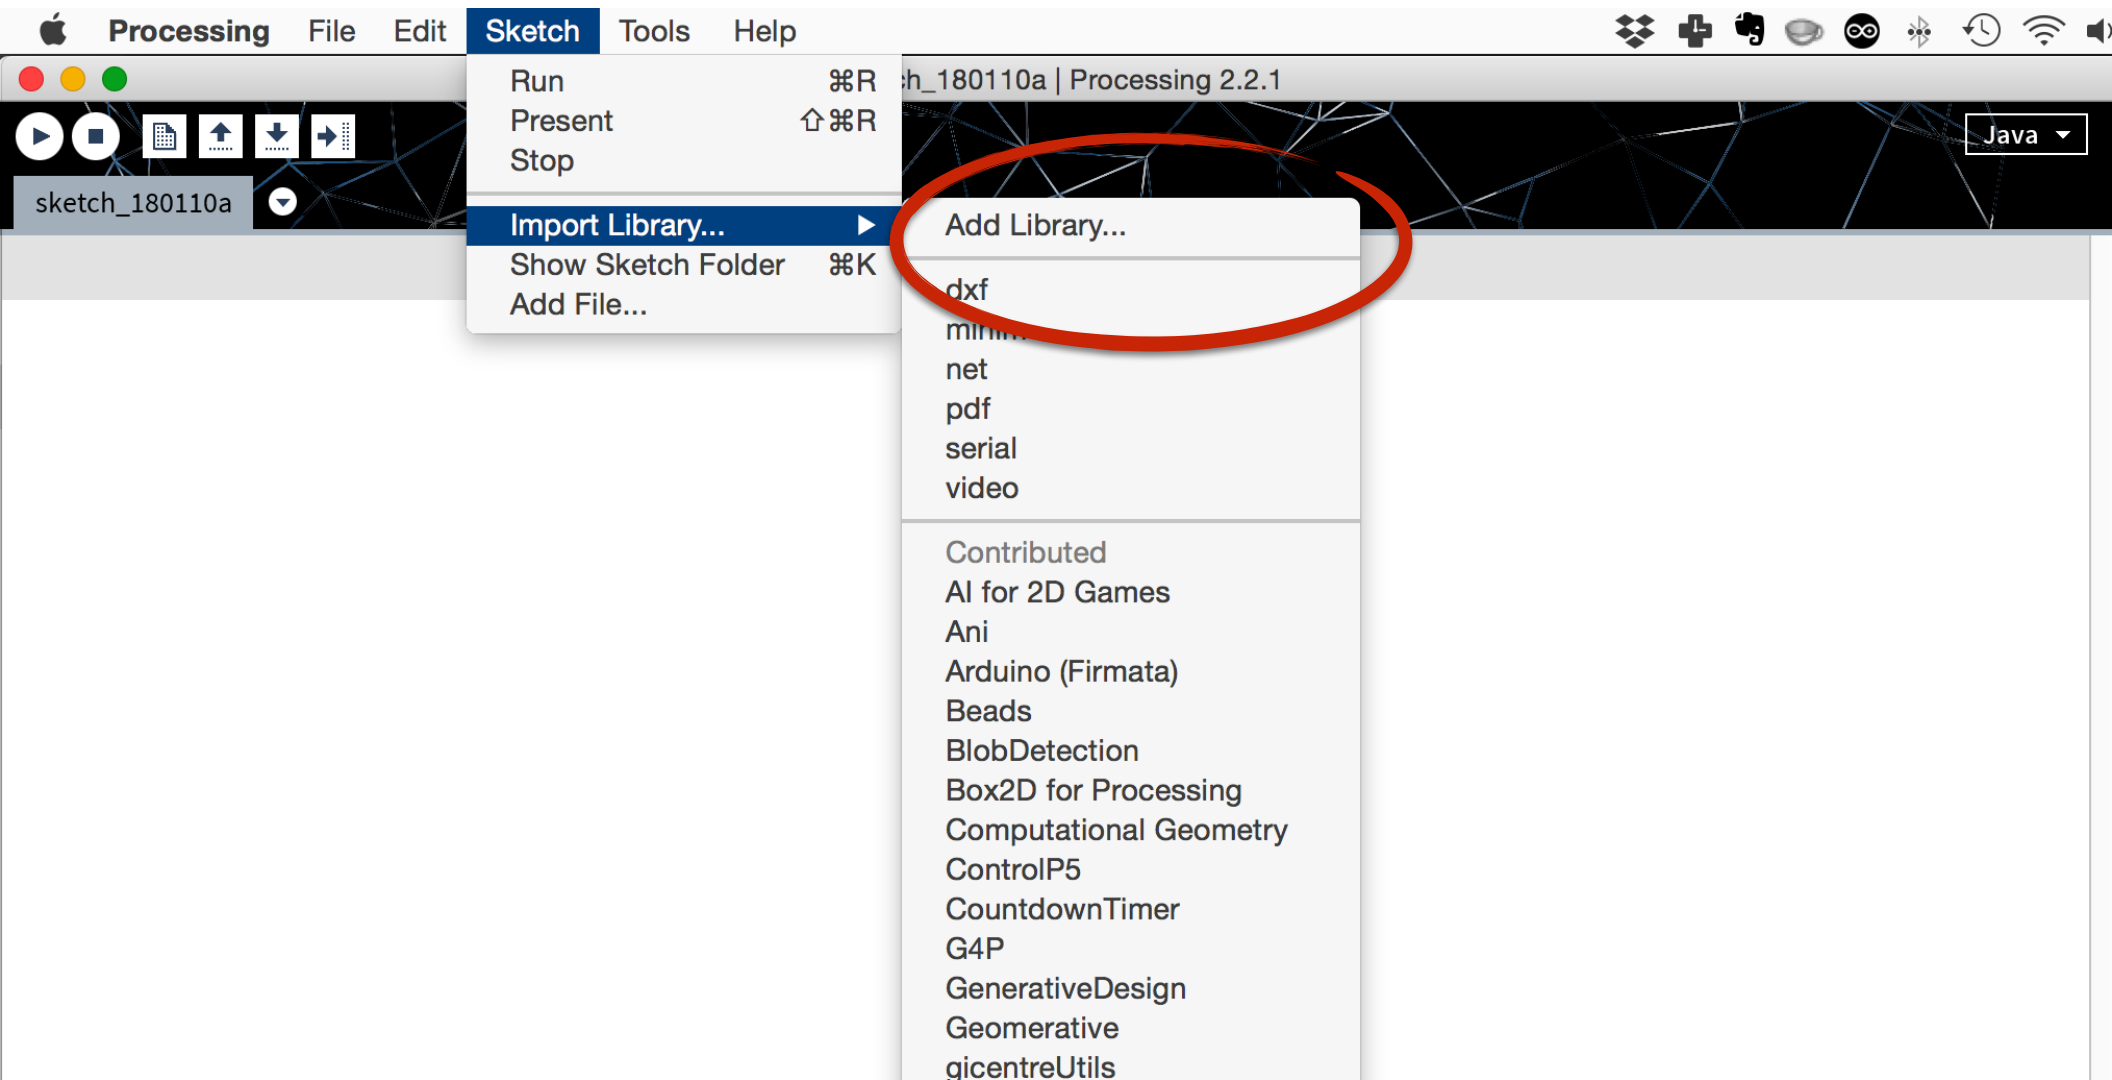 Processing File Edit Sketch Tools Help
h_180110a | Processing 2.2.1
Run ⌘R
Present ⇧⌘R
Stop
Java
sketch_180110a
Import Library...
Show Sketch Folder ⌘K
Add File...
Add Library...
dxf
minim
net
pdf
serial
video
Contributed
AI for 2D Games
Ani
Arduino (Firmata)
Beads
BlobDetection
Box2D for Processing
Computational Geometry
ControlP5
CountdownTimer
G4P
GenerativeDesign
Geomerative
gicentreUtils